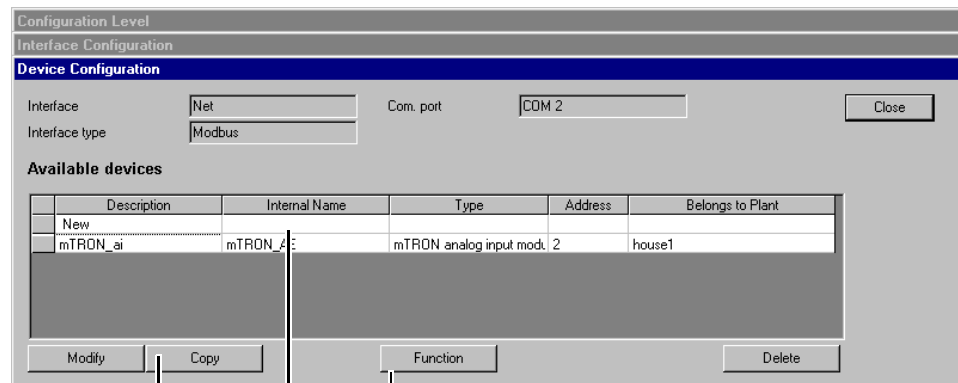 Configuration Level
Interface Configuration
Device Configuration
Interface Net Com. port COM 2 Close
Interface type Modbus
Available devices
Description Internal Name Type Address Belongs to Plant
New
mTRON_ai mTRON_AE mTRON analog input modu 2 house1
Modify Copy Function Delete